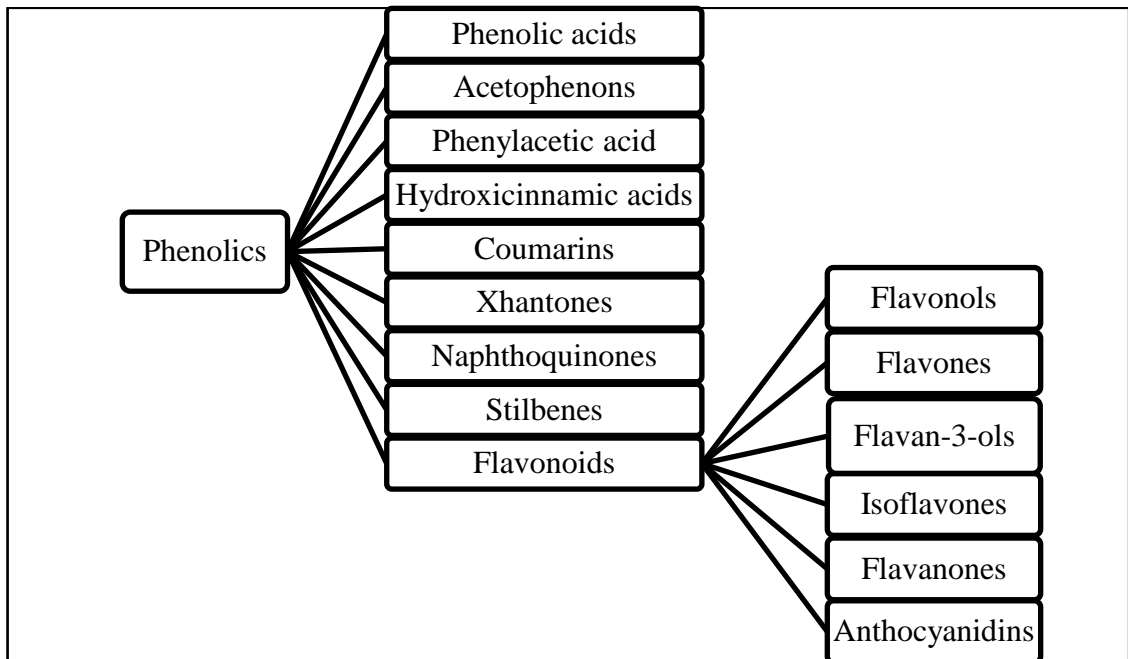 Phenolics
Phenolic acids
Acetophenons
Phenylacetic acid
Hydroxicinnamic acids
Coumarins
Xhantones
Naphthoquinones
Stilbenes
Flavonoids
Flavonols
Flavones
Flavan-3-ols
Isoflavones
Flavanones
Anthocyanidins